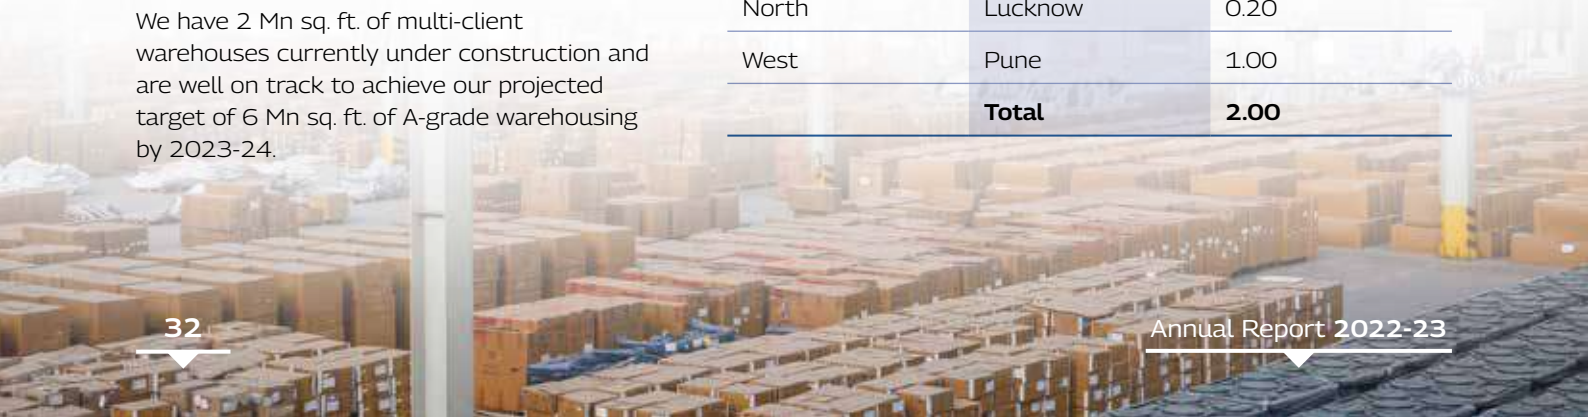 We have 2 Mn sq. ft. of multi-client
warehouses currently under construction and
are well on track to achieve our projected
target of 6 Mn sq. ft. of A-grade warehousing
by 2023-24.
North Lucknow 0.20
West Pune 1.00
Total 2.00
32
Annual Report 2022-23